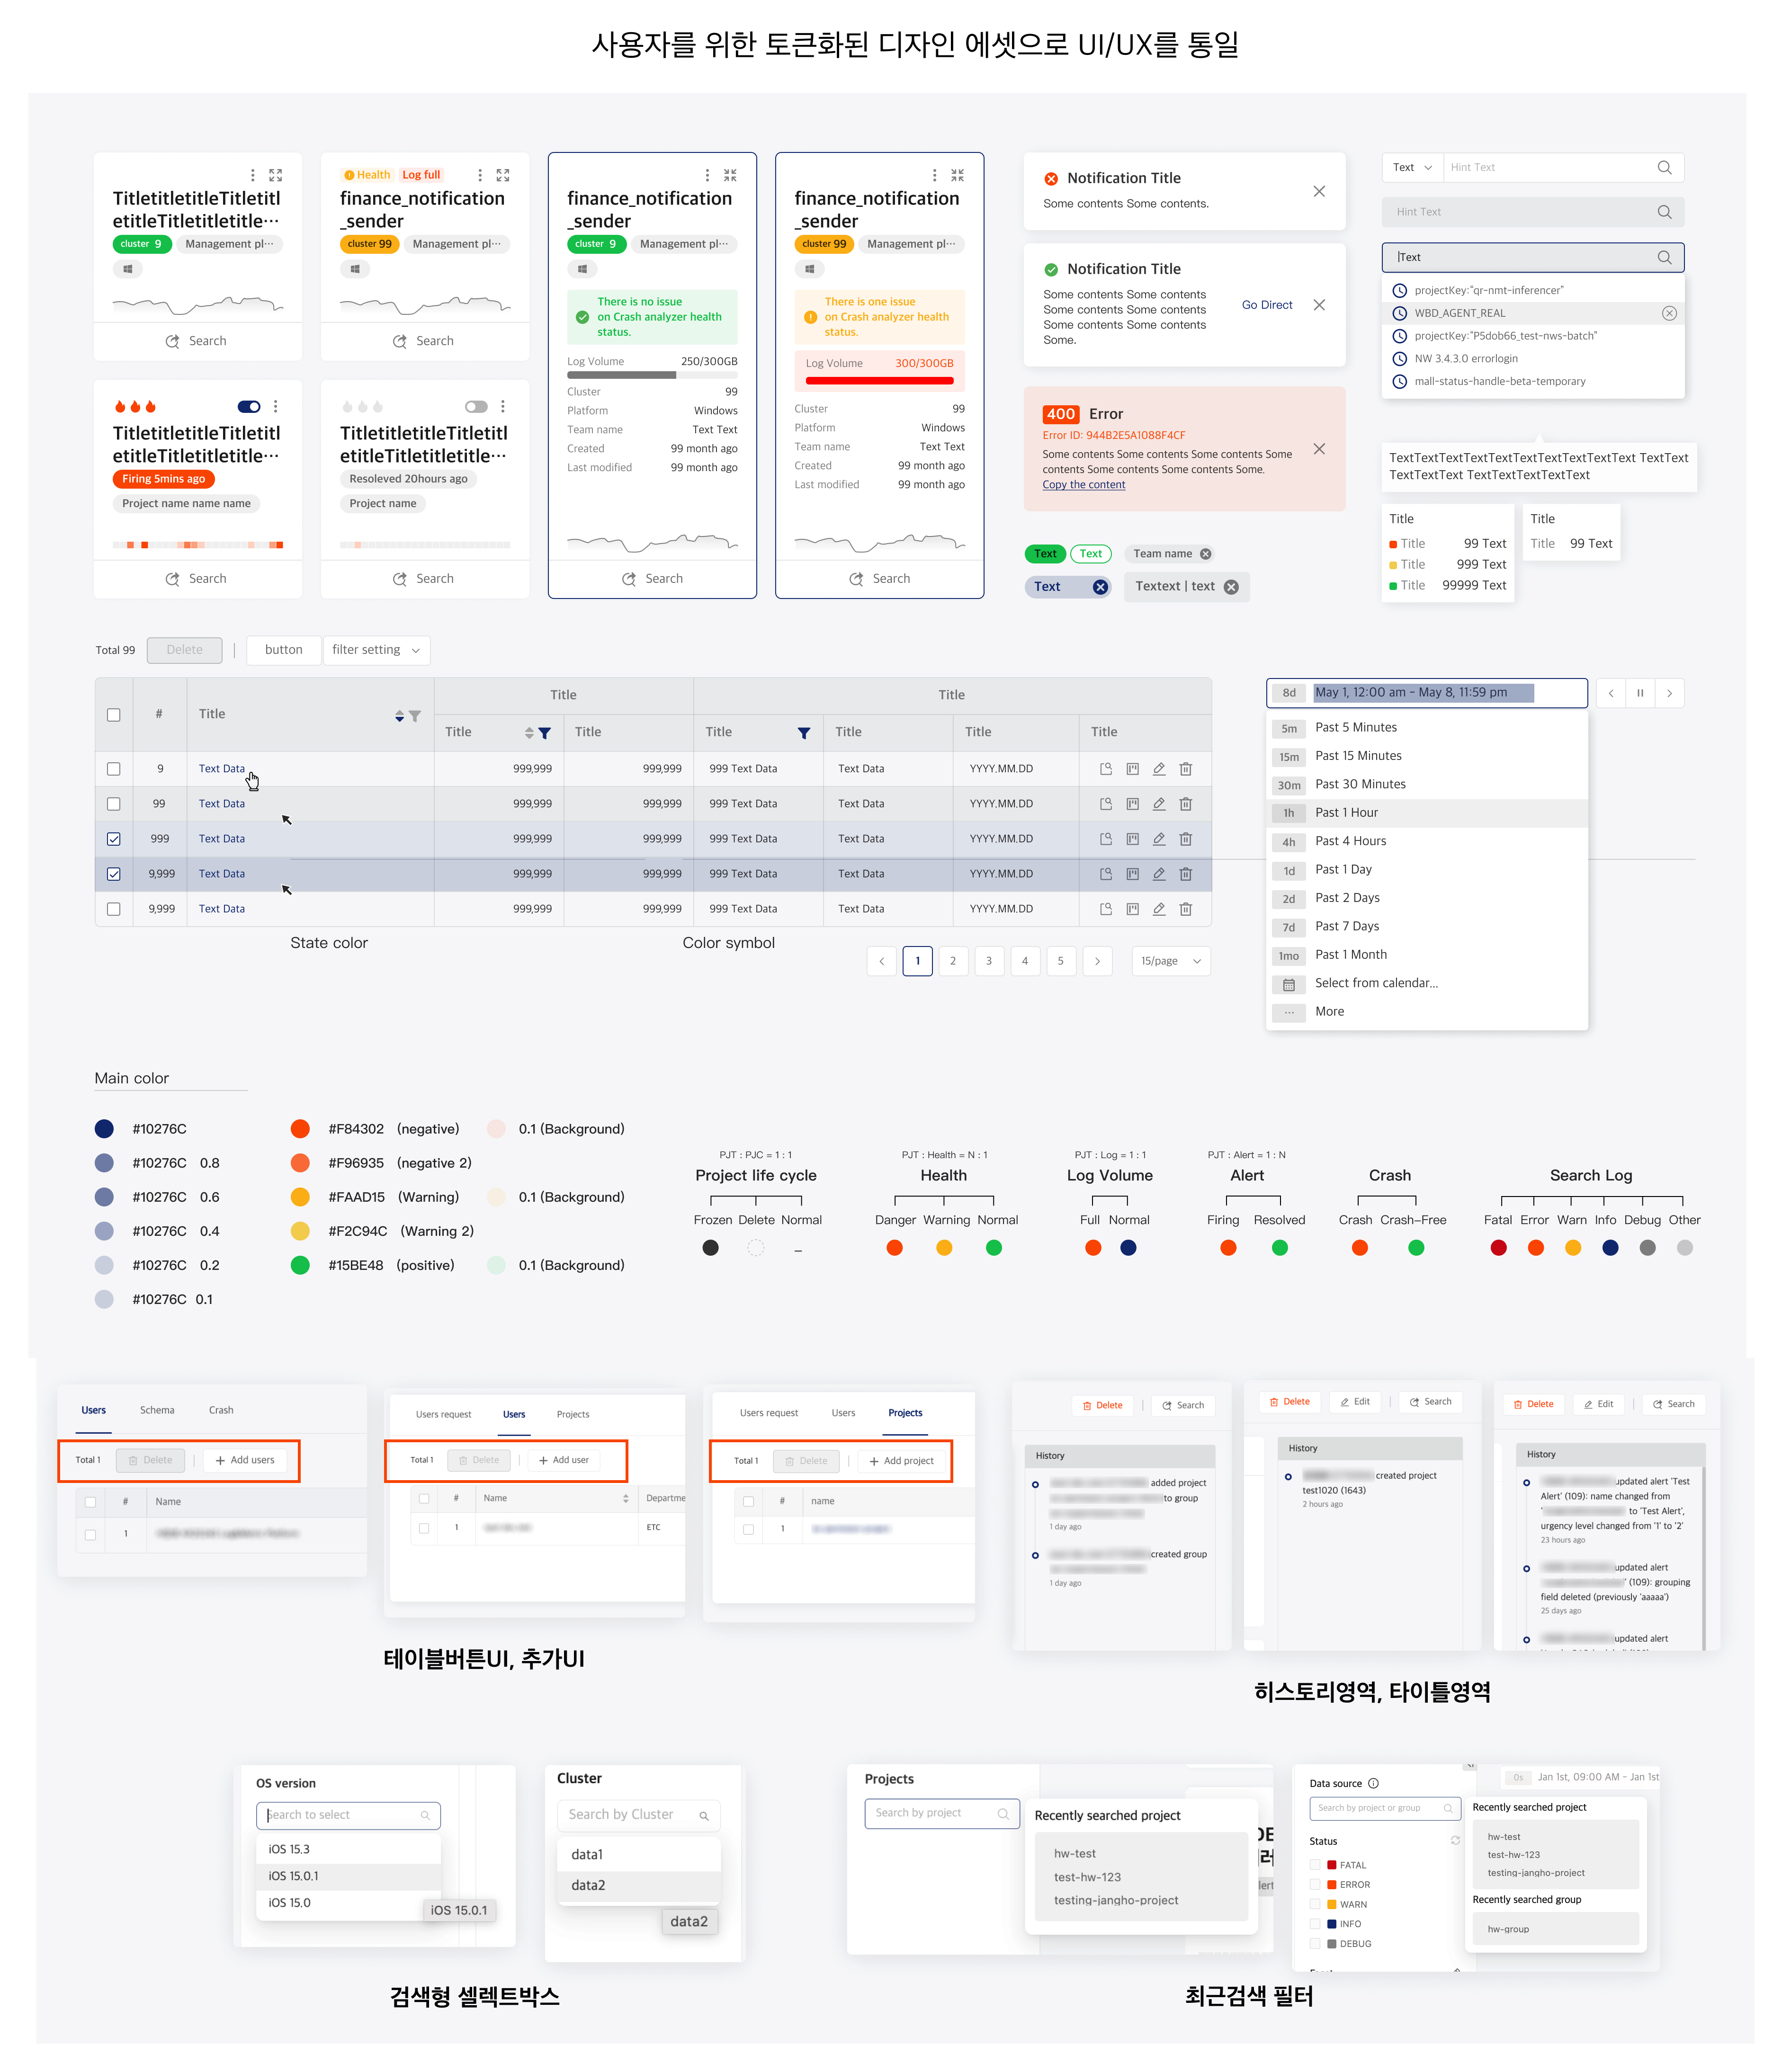 사용자를 위한 토큰화된 디자인 에셋으로 UI/UX를 통일
TitletitletitleTitletitl
etitleTitletitletitle···
cluster 9
Management pl···
Search
Health
Log full
finance_notification
_sender
cluster 99
Management pl···
Search
finance_notification
_sender
cluster 9
Management pl···
There is no issue
on Crash analyzer health
status.
Log Volume 250/300GB
Cluster 99
Platform Windows
Team name Text Text
Created 99 month ago
Last modified 99 month ago
Search
finance_notification
_sender
cluster 99
Management pl···
There is one issue
on Crash analyzer health
status.
Log Volume 300/300GB
Cluster 99
Platform Windows
Team name Text Text
Created 99 month ago
Last modified 99 month ago
Search
TitletitletitleTitletitl
etitleTitletitletitle···
Firing 5mins ago
Project name name name
Search
TitletitletitleTitletitl
etitleTitletitletitle···
Resoleved 20hours ago
Project name
Search
Notification Title
Some contents Some contents.
Notification Title
Some contents Some contents
Some contents Some contents
Some contents Some contents
Some.
Go Direct
400 Error
Error ID: 944B2E5A1088F4CF
Some contents Some contents Some contents Some
contents Some contents Some contents Some.
Copy the content
Text
Text
Team name
Text
Textext | text
Text
Hint Text
Hint Text
Text
projectKey:"qr-nmt-inferencer"
WBD_AGENT_REAL
projectKey:"P5dob66_test-nws-batch"
NW 3.4.3.0 errorlogin
mall-status-handle-beta-temporary
TextTextTextTextTextTextTextTextTextText TextText
TextTextText TextTextTextTextText
Title
Title 99 Text
Title 999 Text
Title 99999 Text
Title
Title 99 Text
Total 99
Delete
button
filter setting
# Title Title Title
Title Title Title Title Title Title
9 Text Data 999,999 999,999 999 Text Data Text Data YYYY.MM.DD
99 Text Data 999,999 999,999 999 Text Data Text Data YYYY.MM.DD
999 Text Data 999,999 999,999 999 Text Data Text Data YYYY.MM.DD
9,999 Text Data 999,999 999,999 999 Text Data Text Data YYYY.MM.DD
9,999 Text Data 999,999 999,999 999 Text Data Text Data YYYY.MM.DD
State color
Color symbol
1 2 3 4 5
15/page
8d May 1, 12:00 am – May 8, 11:59 pm
5m Past 5 Minutes
15m Past 15 Minutes
30m Past 30 Minutes
1h Past 1 Hour
4h Past 4 Hours
1d Past 1 Day
2d Past 2 Days
7d Past 7 Days
1mo Past 1 Month
Select from calendar...
··· More
Main color
#10276C
#10276C 0.8
#10276C 0.6
#10276C 0.4
#10276C 0.2
#10276C 0.1
#F84302 (negative) 0.1 (Background)
#F96935 (negative 2)
#FAAD15 (Warning) 0.1 (Background)
#F2C94C (Warning 2)
#15BE48 (positive) 0.1 (Background)
PJT : PJC = 1 : 1
Project life cycle
Frozen Delete Normal
–
PJT : Health = N : 1
Health
Danger Warning Normal
PJT : Log = 1 : 1
Log Volume
Full Normal
PJT : Alert = 1 : N
Alert
Firing Resolved
Crash
Crash Crash-Free
Search Log
Fatal Error Warn Info Debug Other
Users Schema Crash
Total 1 Delete + Add users
# Name
1
Users request Users Projects
Total 1 Delete + Add user
# Name Departme
1 ETC
Users request Users Projects
Total 1 Delete + Add project
# name
1
테이블버튼UI, 추가UI
Delete Search
History
added project
to group
1 day ago
created group
1 day ago
Delete Edit Search
History
created project
test1020 (1643)
2 hours ago
Delete Edit Search
History
updated alert 'Test
Alert' (109): name changed from
' to 'Test Alert',
urgency level changed from '1' to '2'
23 hours ago
updated alert
' (109): grouping
field deleted (previously 'aaaaa')
25 days ago
updated alert
히스토리영역, 타이틀영역
OS version
Search to select
iOS 15.3
iOS 15.0.1
iOS 15.0
iOS 15.0.1
Cluster
Search by Cluster
data1
data2
data2
검색형 셀렉트박스
Projects
Search by project
Recently searched project
hw-test
test-hw-123
testing-jangho-project
Data source
Search by project or group
Status
FATAL
ERROR
WARN
INFO
DEBUG
0s Jan 1st, 09:00 AM – Jan 1st
Recently searched project
hw-test
test-hw-123
testing-jangho-project
Recently searched group
hw-group
최근검색 필터